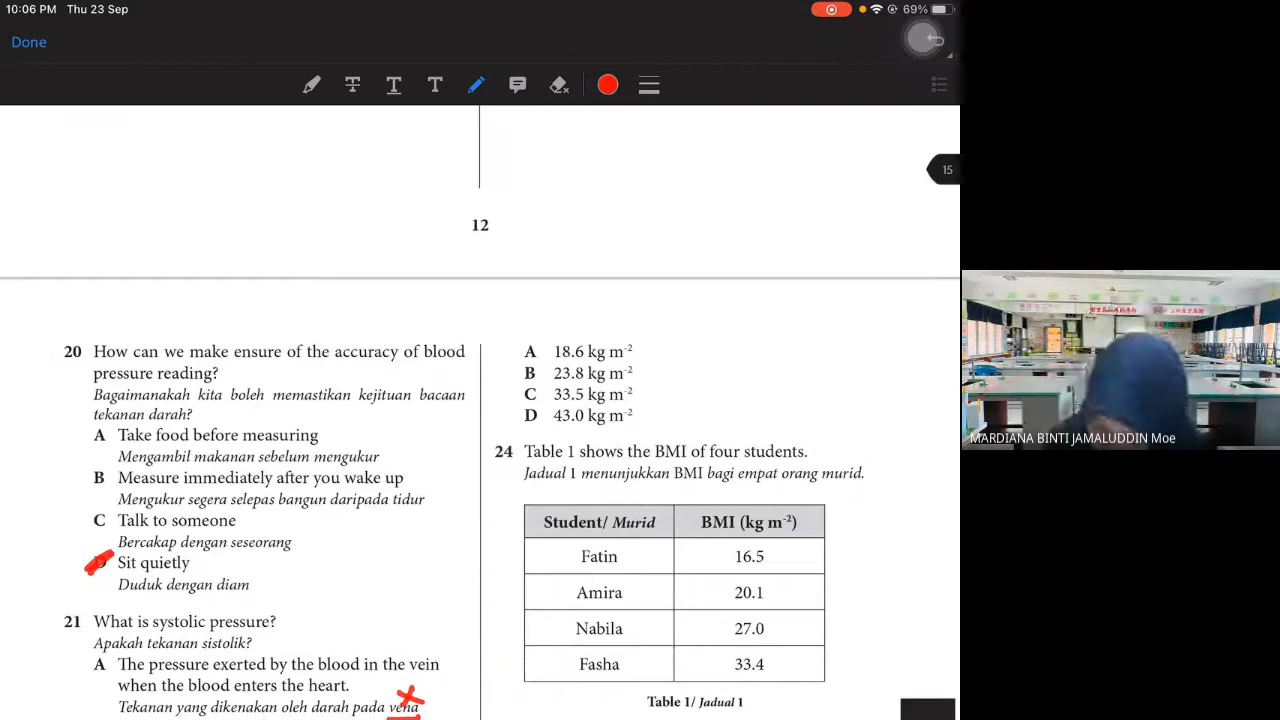 10:06 PM Thu 23 Sep
69%
Done
15
12
20 How can we make ensure of the accuracy of blood
pressure reading?
Bagaimanakah kita boleh memastikan kejituan bacaan
tekanan darah?
A Take food before measuring
Mengambil makanan sebelum mengukur
B Measure immediately after you wake up
Mengukur segera selepas bangun daripada tidur
C Talk to someone
Bercakap dengan seseorang
D Sit quietly
Duduk dengan diam
21 What is systolic pressure?
Apakah tekanan sistolik?
A The pressure exerted by the blood in the vein
when the blood enters the heart.
Tekanan yang dikenakan oleh darah pada vena
A 18.6 kg m⁻²
B 23.8 kg m⁻²
C 33.5 kg m⁻²
D 43.0 kg m⁻²
24 Table 1 shows the BMI of four students.
Jadual 1 menunjukkan BMI bagi empat orang murid.
Student/ Murid BMI (kg m⁻²)
Fatin 16.5
Amira 20.1
Nabila 27.0
Fasha 33.4
Table 1/ Jadual 1
MARDIANA BINTI JAMALUDDIN Moe